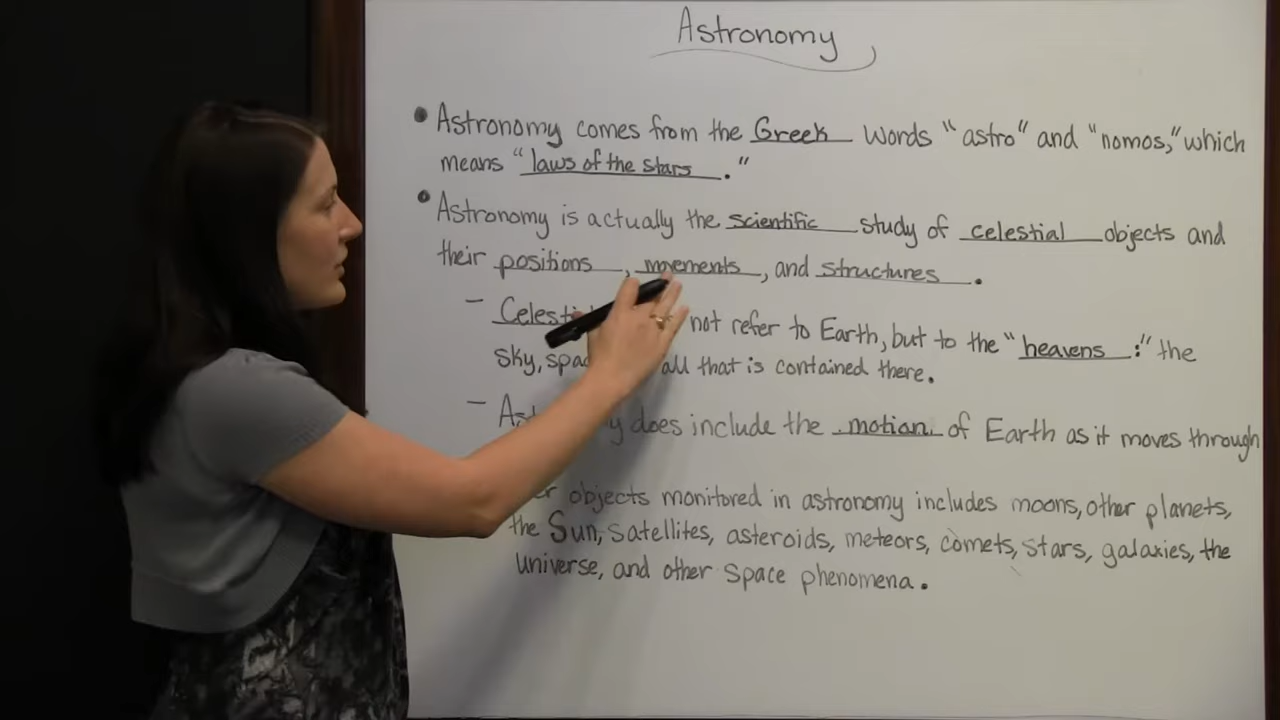 Astronomy
• Astronomy comes from the Greek words "astro" and "nomos," which
means "laws of the stars."
• Astronomy is actually the scientific study of celestial objects and
their positions, movements, and structures.
- Celesti not refer to Earth, but to the "heavens:" the
sky, spac all that is contained there.
- As y does include the motion of Earth as it moves through
er objects monitored in astronomy includes moons, other planets,
the Sun, satellites, asteroids, meteors, comets, stars, galaxies, the
universe, and other space phenomena.